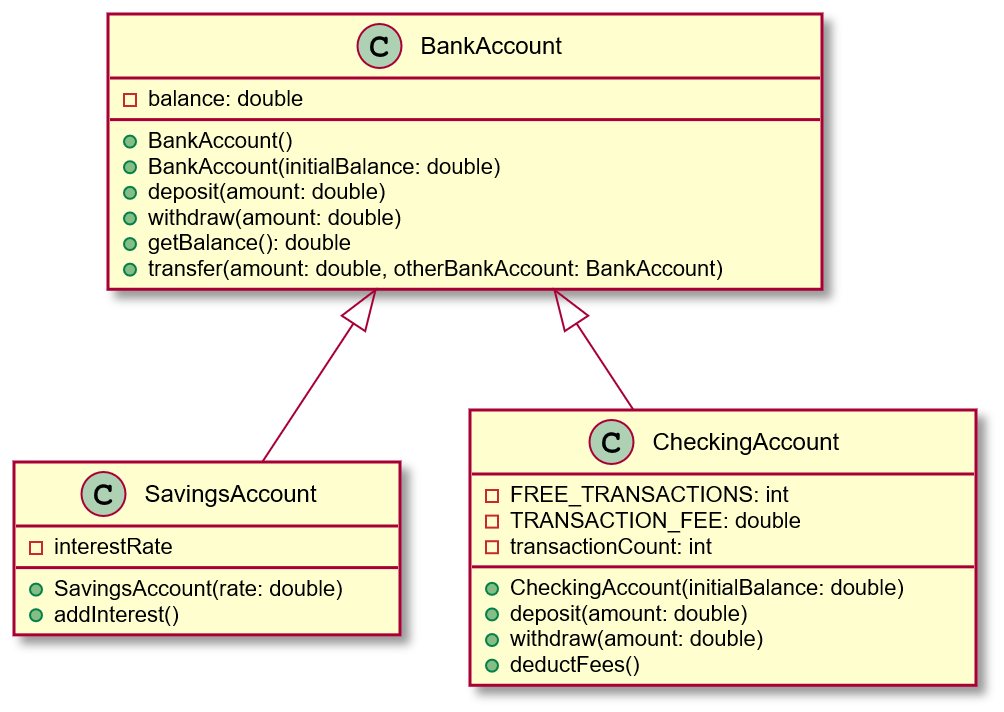 C BankAccount
balance: double
BankAccount()
BankAccount(initialBalance: double)
deposit(amount: double)
withdraw(amount: double)
getBalance(): double
transfer(amount: double, otherBankAccount: BankAccount)
C SavingsAccount
interestRate
SavingsAccount(rate: double)
addInterest()
C CheckingAccount
FREE_TRANSACTIONS: int
TRANSACTION_FEE: double
transactionCount: int
CheckingAccount(initialBalance: double)
deposit(amount: double)
withdraw(amount: double)
deductFees()